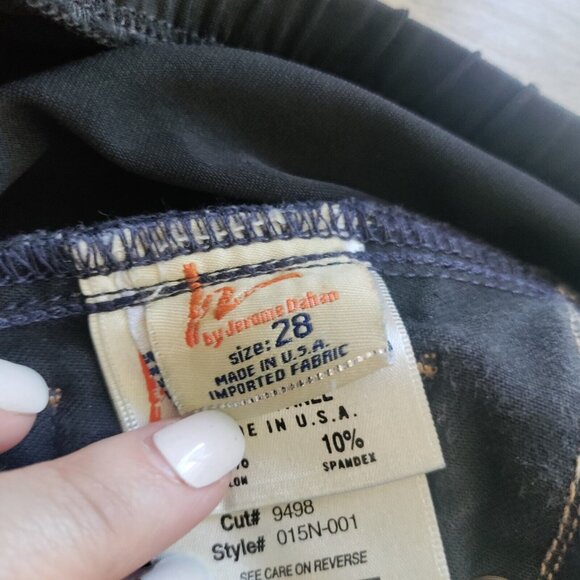 by Jerome Dahan
size: 28
MADE IN U.S.A.
IMPORTED FABRIC
E IN U.S.A.
10%
LON SPANDEX
Cut# 9498
Style# 015N-001
SEE CARE ON REVERSE